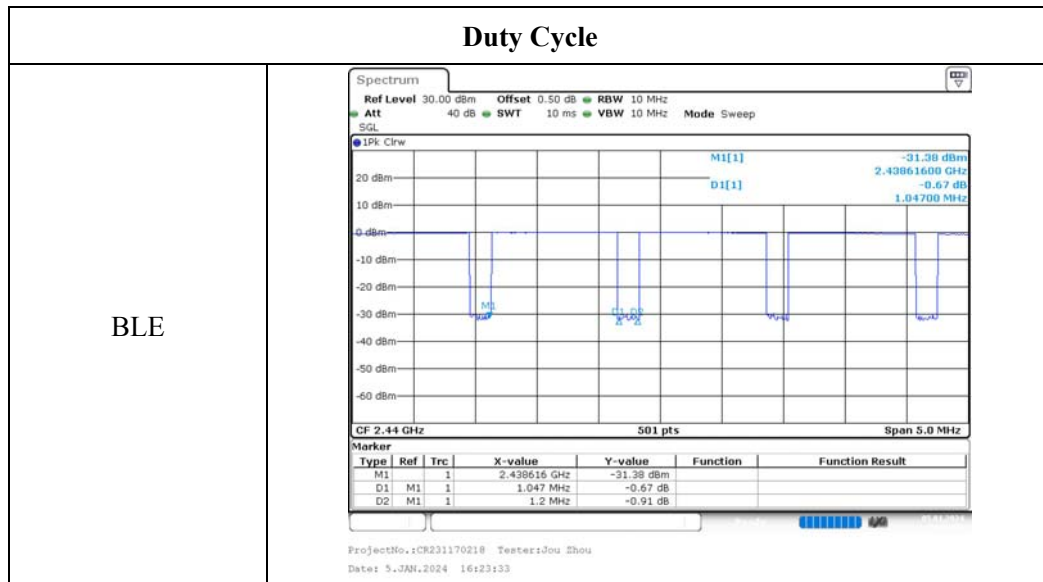 Duty Cycle
BLE
Spectrum
Ref Level 30.00 dBm Offset 0.50 dB RBW 10 MHz
Att 40 dB SWT 10 ms VBW 10 MHz Mode Sweep
SGL
1Pk Clrw
M1[1] -31.38 dBm
2.43861600 GHz
20 dBm
D1[1] -0.67 dB
1.04700 MHz
10 dBm
0 dBm
-10 dBm
-20 dBm
M1
-30 dBm
D1 D2
-40 dBm
-50 dBm
-60 dBm
CF 2.44 GHz 501 pts Span 5.0 MHz
Marker
Type Ref Trc X-value Y-value Function Function Result
M1 1 2.438616 GHz -31.38 dBm
D1 M1 1 1.047 MHz -0.67 dB
D2 M1 1 1.2 MHz -0.91 dB
ProjectNo.:CR231170218 Tester:Jou Zhou
Date: 5.JAN.2024 16:23:33